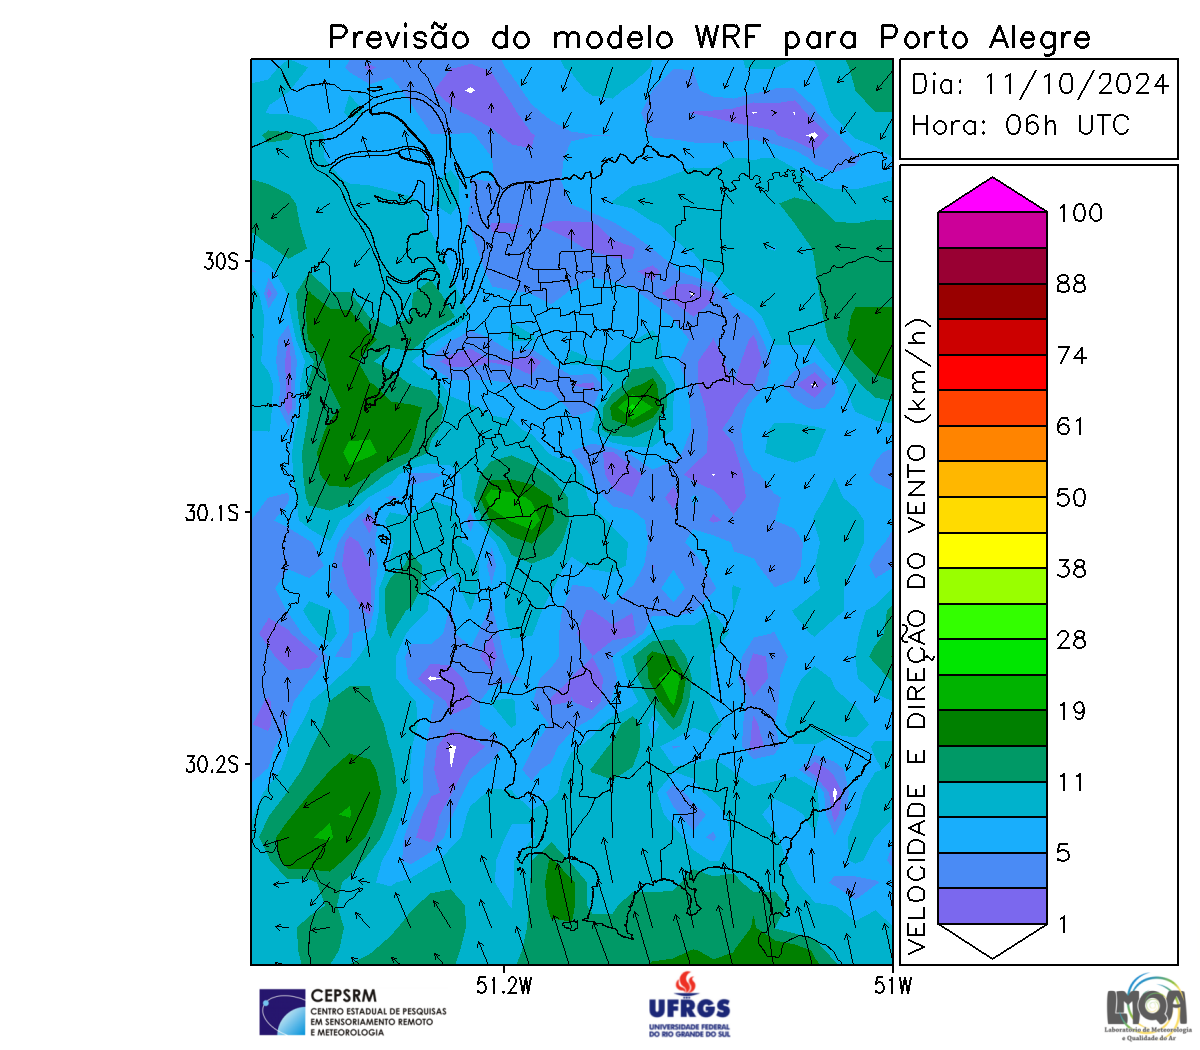 Previsão do modelo WRF para Porto Alegre
Dia: 11/10/2024
Hora: 06h UTC
30S
30.1S
30.2S
51.2W
51W
VELOCIDADE E DIREÇÃO DO VENTO (km/h)
100
88
74
61
50
38
28
19
11
5
1
CEPSRM
CENTRO ESTADUAL DE PESQUISAS
EM SENSORIAMENTO REMOTO
E METEOROLOGIA
UFRGS
UNIVERSIDADE FEDERAL
DO RIO GRANDE DO SUL
LMQA
Laboratório de Meteorologia
e Qualidade do Ar